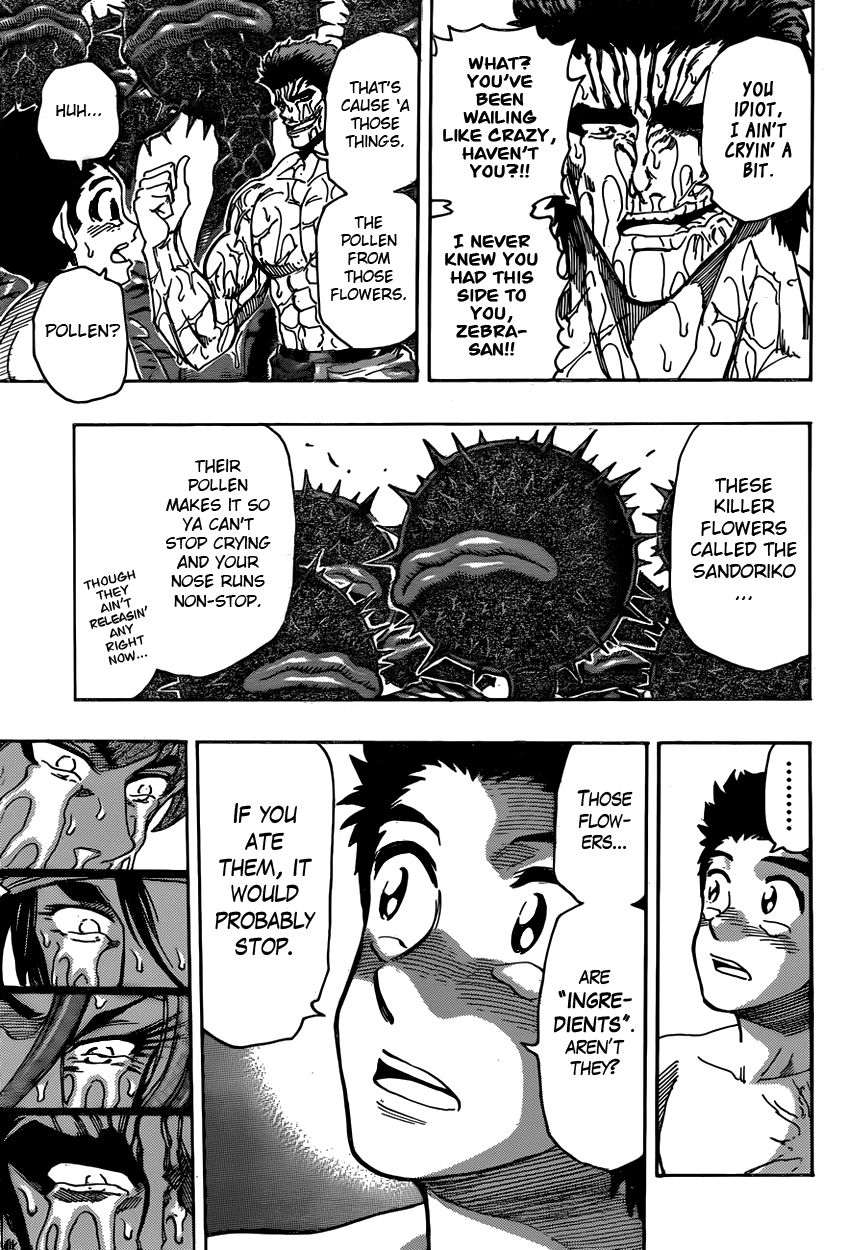 YOU
IDIOT,
I AIN'T
CRYIN' A
BIT.
WHAT?
YOU'VE
BEEN
WAILING
LIKE CRAZY,
HAVEN'T
YOU?!!
I NEVER
KNEW YOU
HAD THIS
SIDE TO
YOU,
ZEBRA-
SAN!!
THAT'S
CAUSE 'A
THOSE
THINGS.
THE
POLLEN
FROM
THOSE
FLOWERS.
HUH...
POLLEN?
THESE
KILLER
FLOWERS
CALLED THE
SANDORIKO
...
THEIR
POLLEN
MAKES IT SO
YA CAN'T
STOP CRYING
AND YOUR
NOSE RUNS
NON-STOP.
THOUGH
THEY
AIN'T
RELEASIN'
ANY
RIGHT
NOW...
.........
THOSE
FLOW-
ERS...
ARE
"INGRE-
DIENTS".
AREN'T
THEY?
IF YOU
ATE
THEM, IT
WOULD
PROBABLY
STOP.